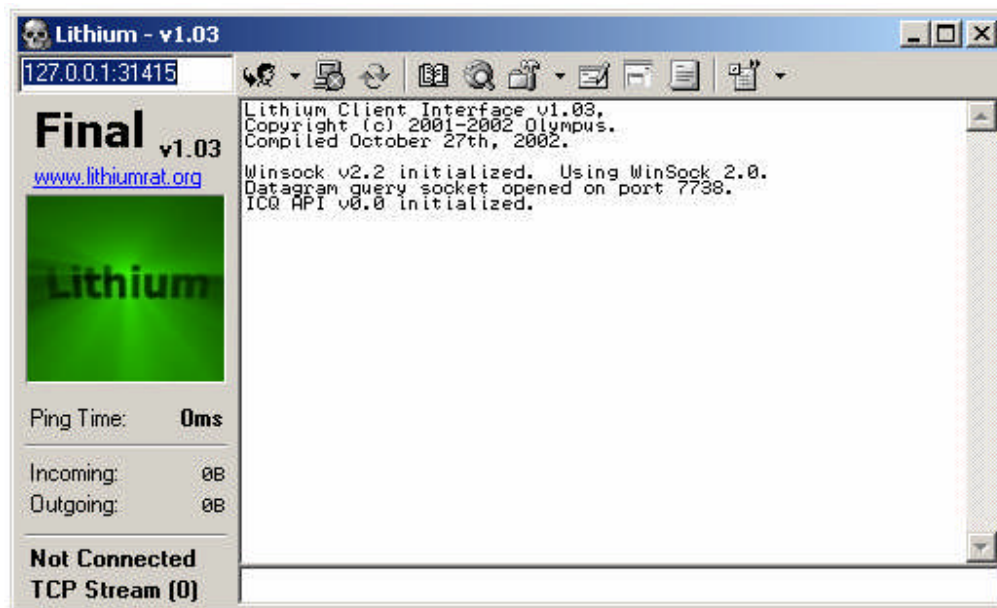 Lithium - v1.03
127.0.0.1:31415
Final v1.03
www.lithiumrat.org
Lithium
Ping Time: 0ms
Incoming: 0B
Outgoing: 0B
Not Connected
TCP Stream (0)
Lithium Client Interface v1.03,
Copyright (c) 2001-2002 Olympus.
Compiled October 27th, 2002.
Winsock v2.2 initialized. Using WinSock 2.0.
Datagram query socket opened on port 7738.
ICQ API v0.0 initialized.